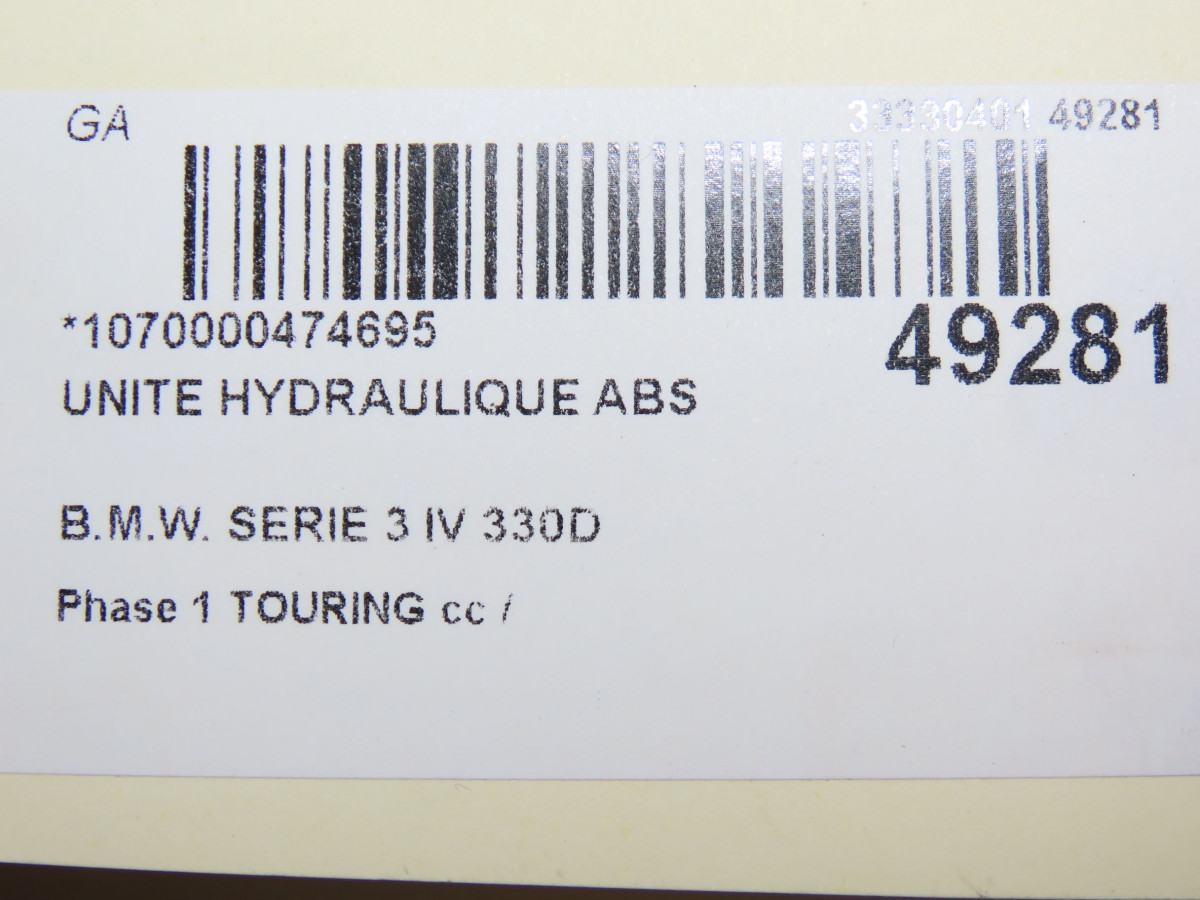 GA
33330401 49281
*1070000474695
49281
UNITE HYDRAULIQUE ABS
B.M.W. SERIE 3 IV 330D
Phase 1 TOURING cc /